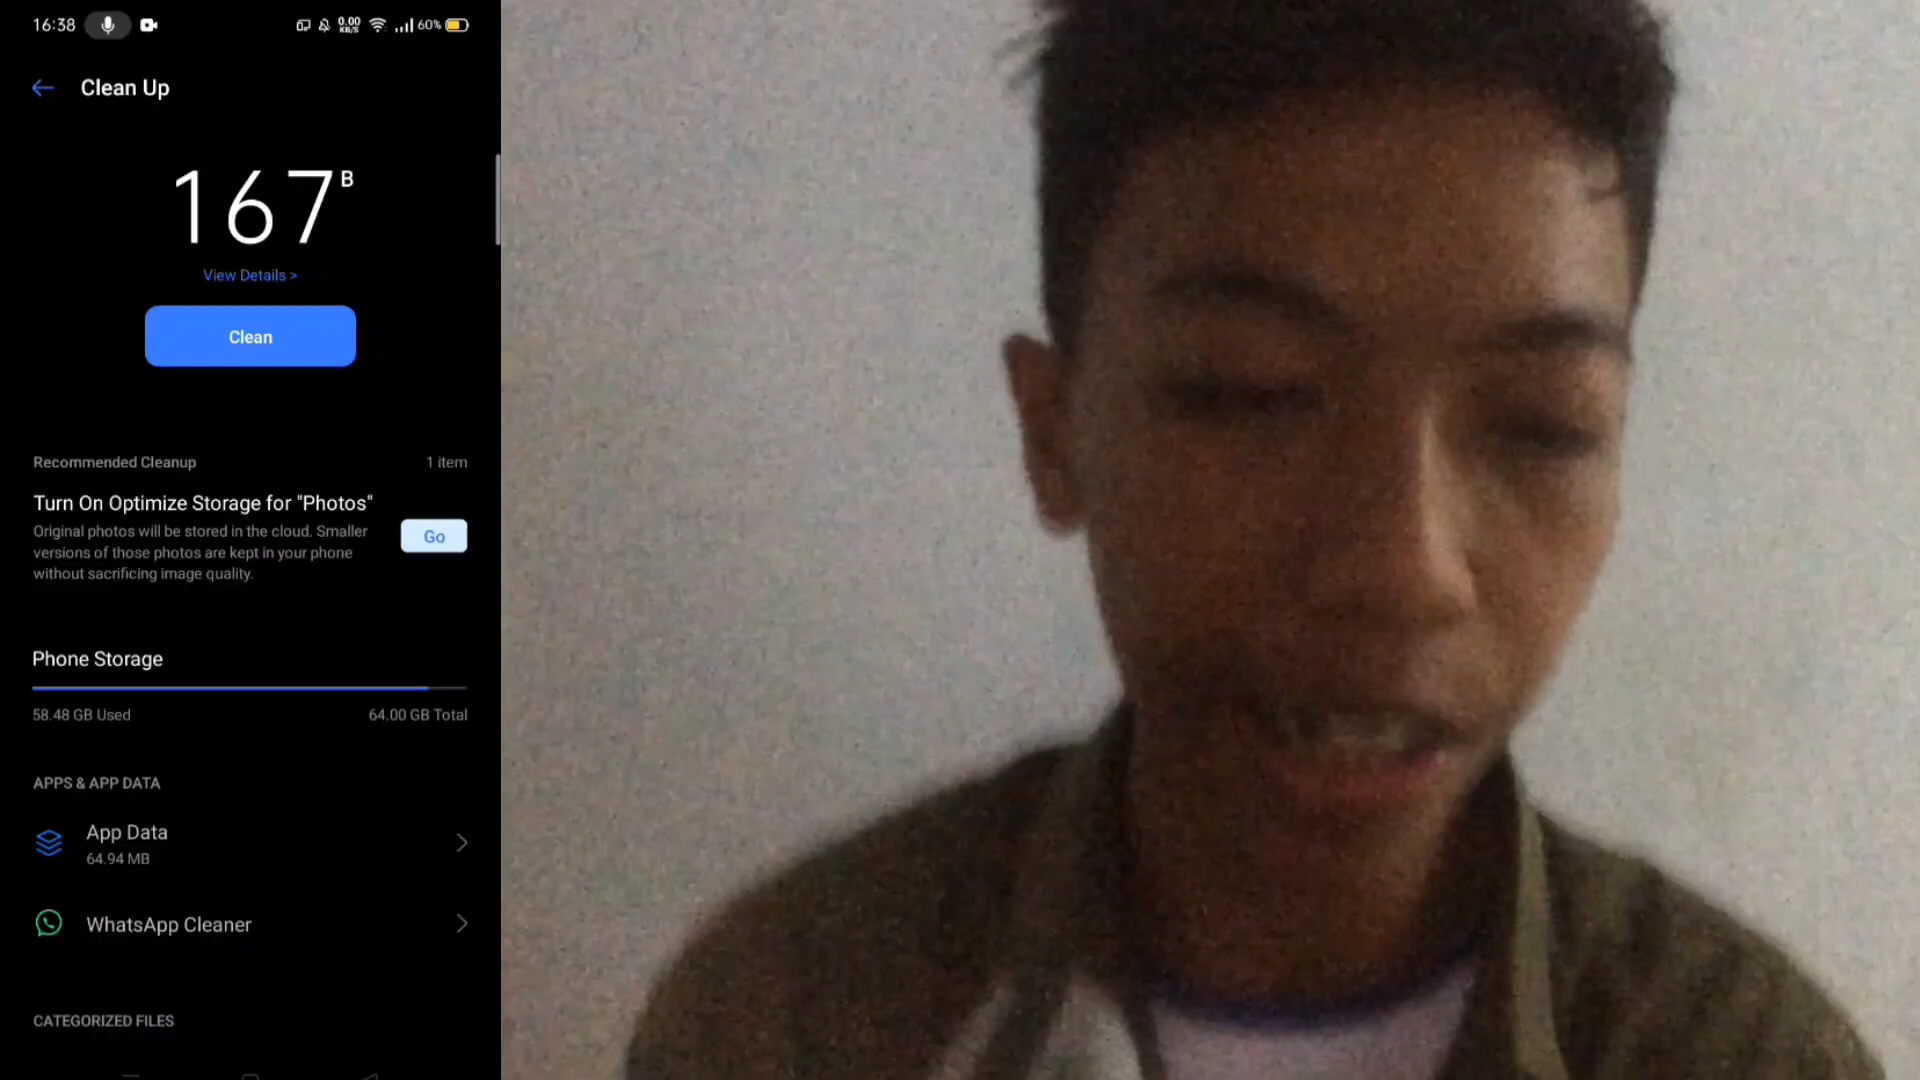 16:38
0.00
KB/S
60%
Clean Up
167 B
View Details >
Clean
Recommended Cleanup
1 item
Turn On Optimize Storage for "Photos"
Original photos will be stored in the cloud. Smaller
versions of those photos are kept in your phone
without sacrificing image quality.
Go
Phone Storage
58.48 GB Used
64.00 GB Total
APPS & APP DATA
App Data
64.94 MB
WhatsApp Cleaner
CATEGORIZED FILES